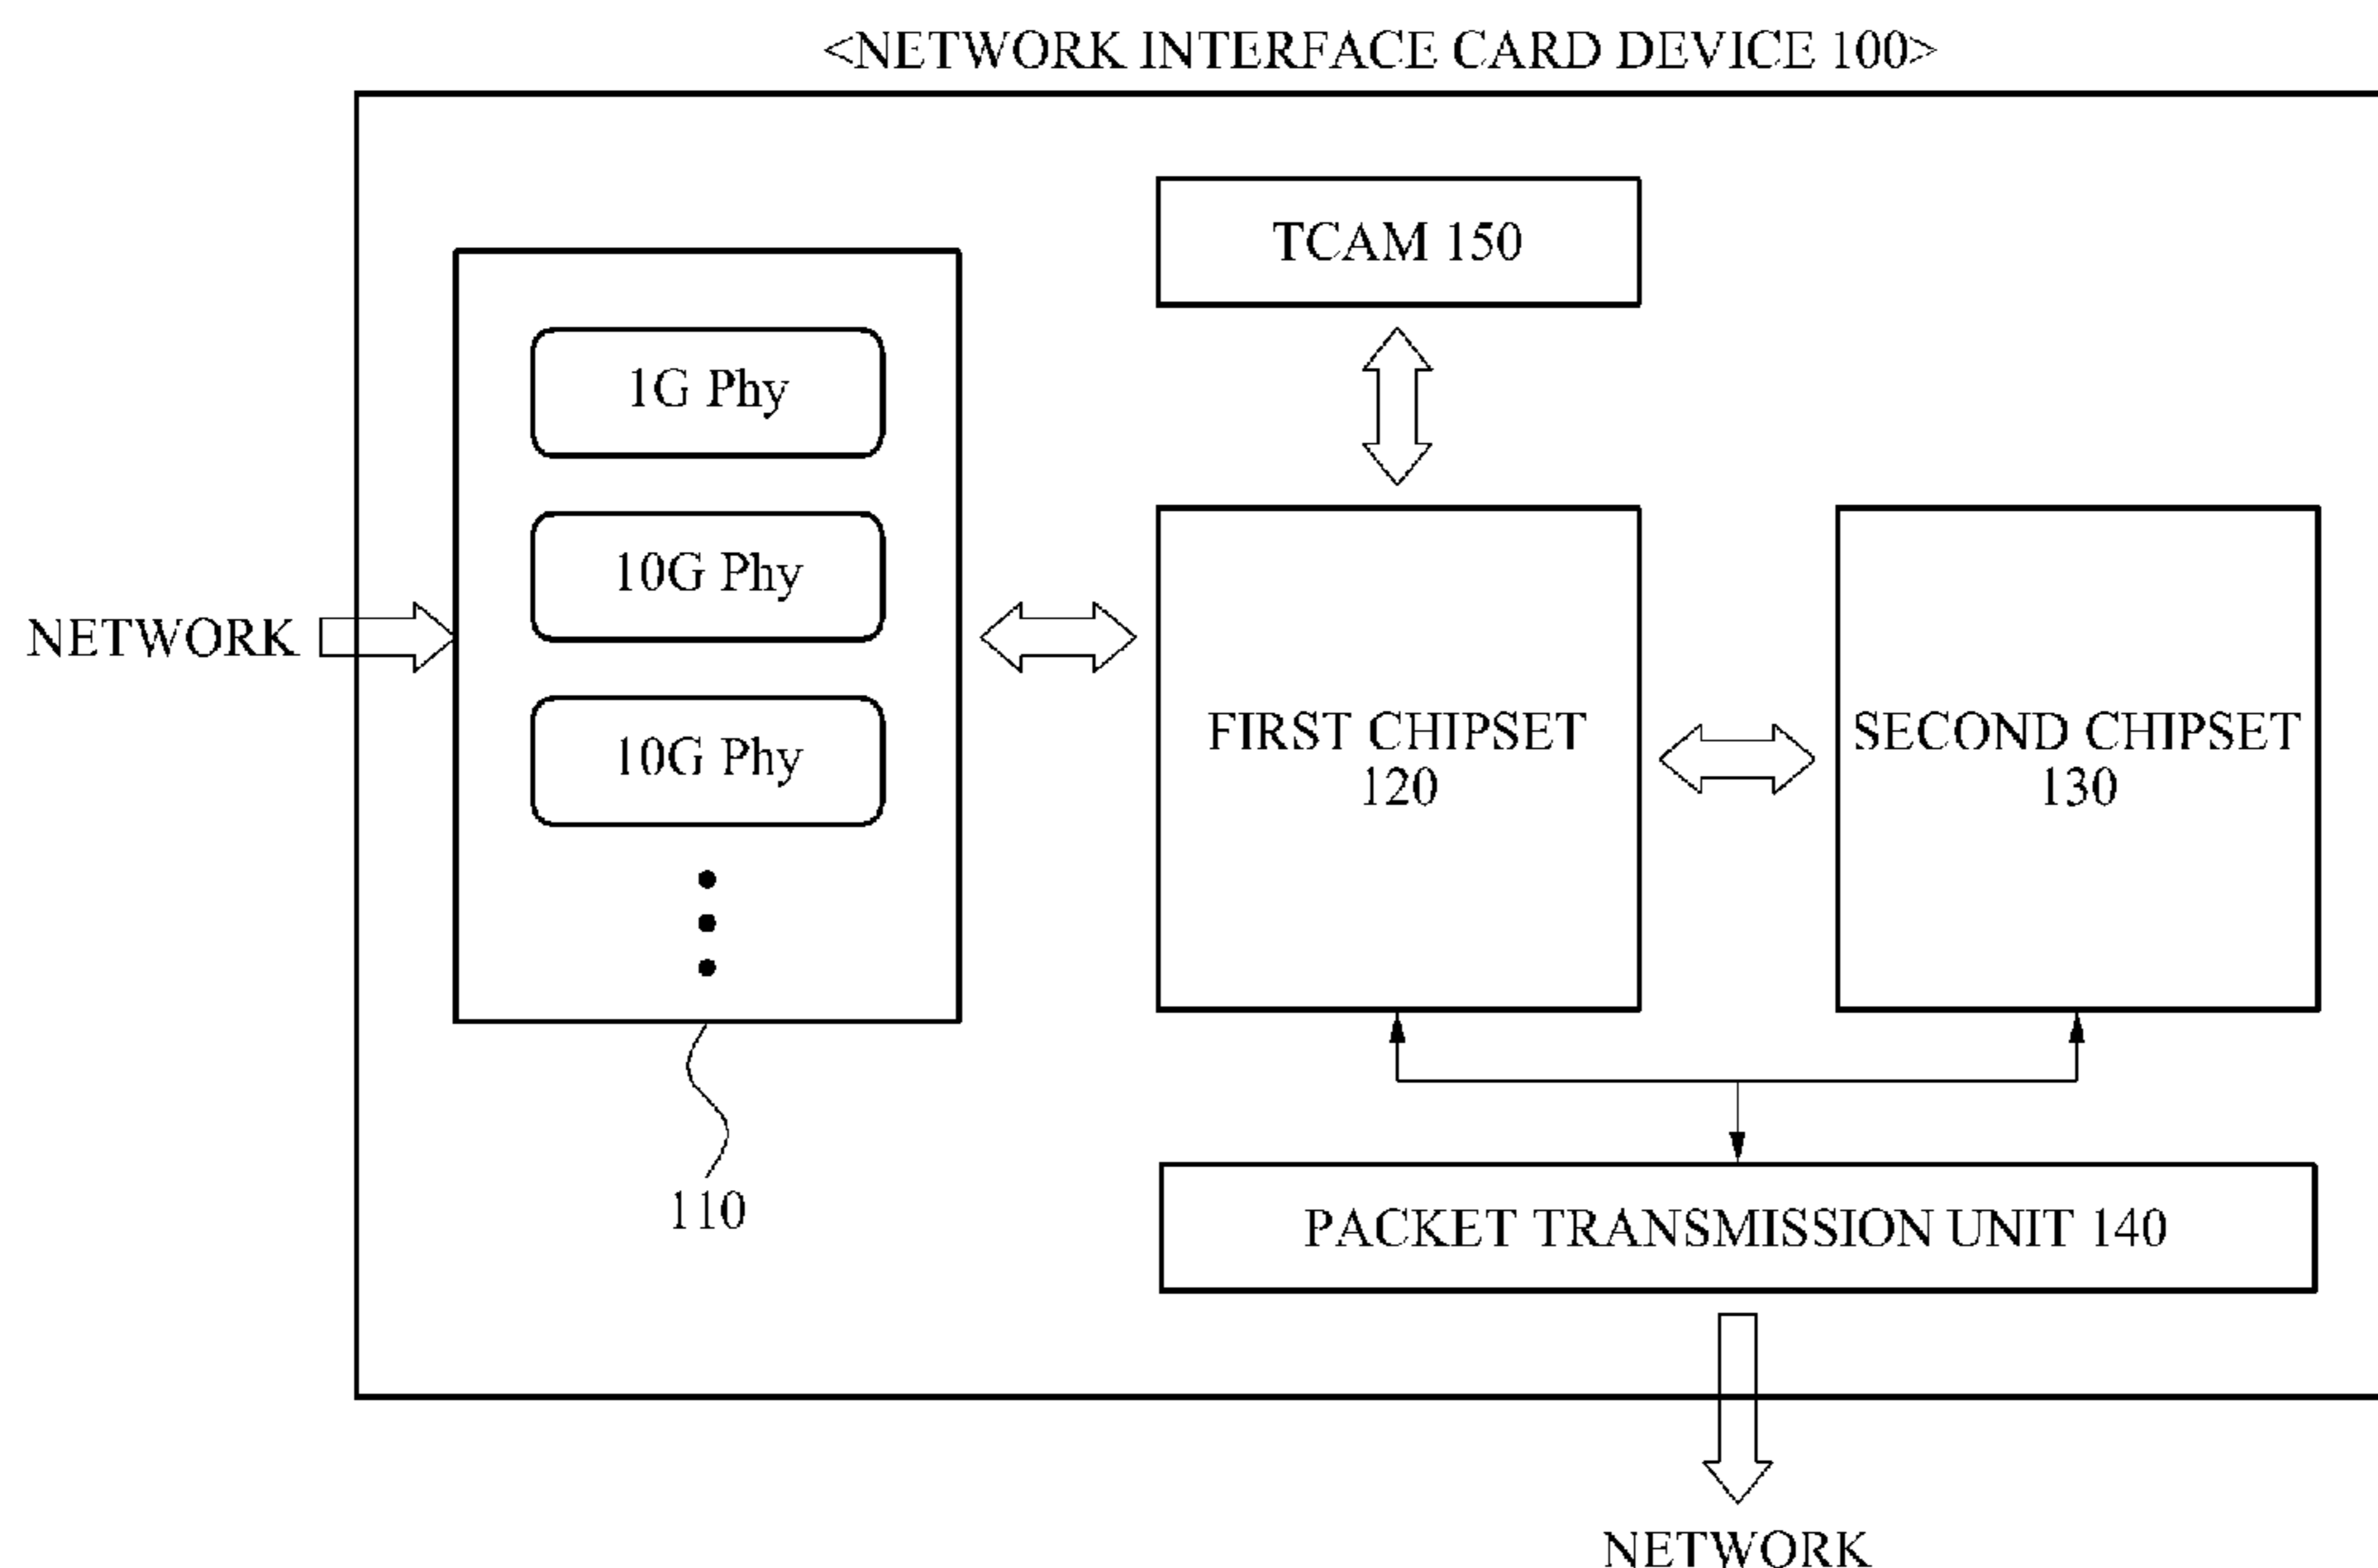 <NETWORK INTERFACE CARD DEVICE 100>
TCAM 150
1G Phy
10G Phy
NETWORK
10G Phy
FIRST CHIPSET
120
SECOND CHIPSET
130
110
PACKET TRANSMISSION UNIT 140
NETWORK